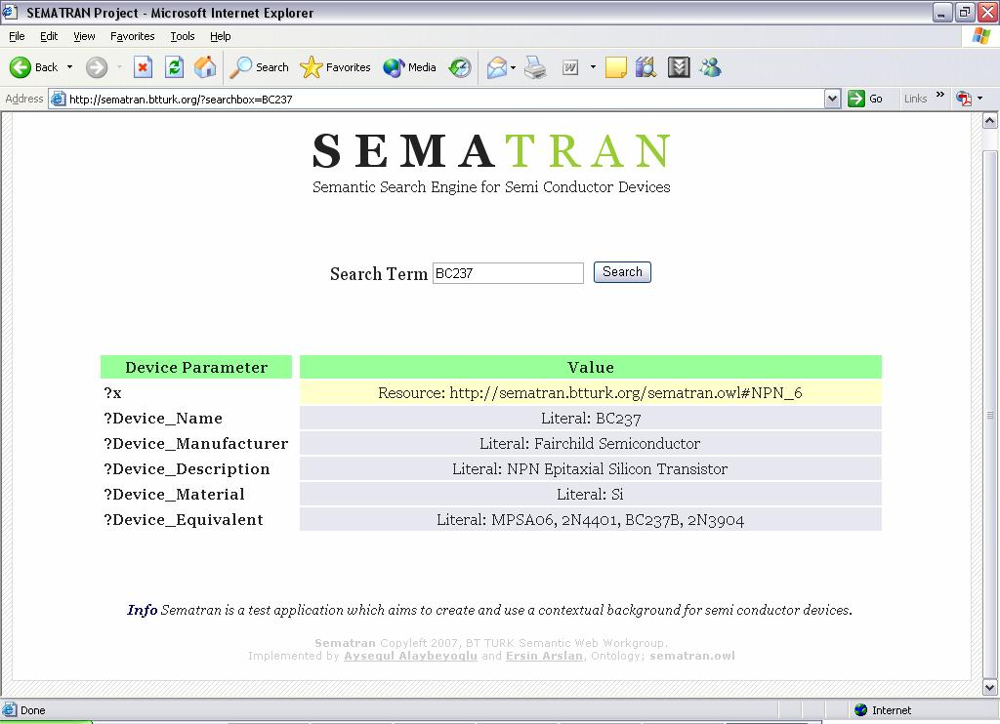 SEMATRAN Project - Microsoft Internet Explorer
File Edit View Favorites Tools Help
Back Search Favorites Media
Address http://sematran.btturk.org/?searchbox=BC237 Go Links »
SEMATRAN
Semantic Search Engine for Semi Conductor Devices
Search Term BC237 Search
Device Parameter Value
?x Resource: http://sematran.btturk.org/sematran.owl#NPN_6
?Device_Name Literal: BC237
?Device_Manufacturer Literal: Fairchild Semiconductor
?Device_Description Literal: NPN Epitaxial Silicon Transistor
?Device_Material Literal: Si
?Device_Equivalent Literal: MPSA06, 2N4401, BC237B, 2N3904
Info Sematran is a test application which aims to create and use a contextual background for semi conductor devices.
Sematran Copyleft 2007, BT TURK Semantic Web Workgroup.
Implemented by Aysegul Alaybeyoglu and Ersin Arslan, Ontology; sematran.owl
Done Internet